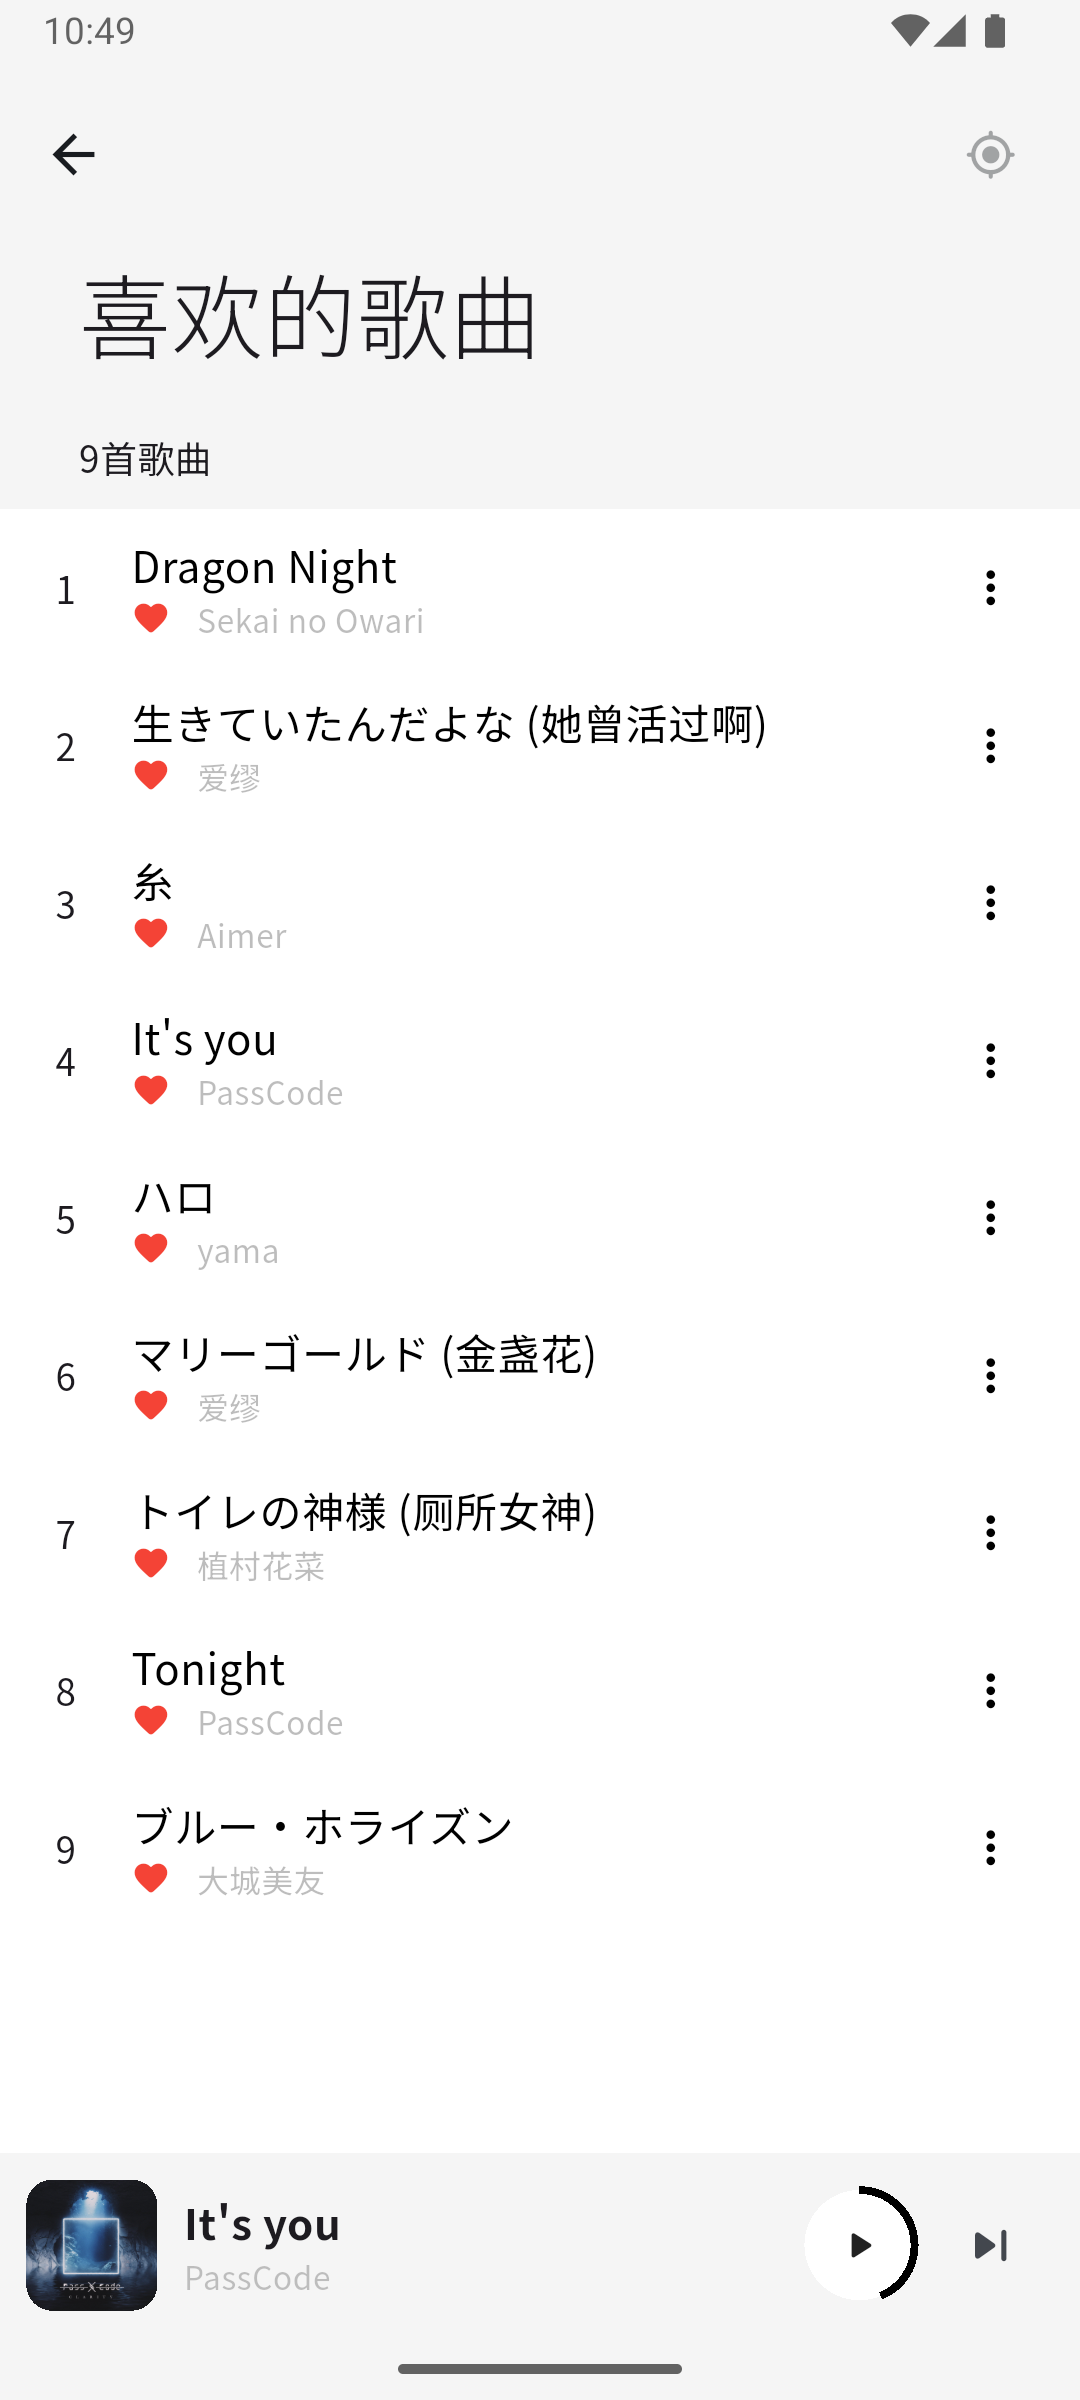 10:49
喜欢的歌曲
9首歌曲
1
Dragon Night
Sekai no Owari
2
生きていたんだよな (她曾活过啊)
爱缪
3
糸
Aimer
4
It's you
PassCode
5
ハロ
yama
6
マリーゴールド (金盏花)
爱缪
7
トイレの神様 (厕所女神)
植村花菜
8
Tonight
PassCode
9
ブルー・ホライズン
大城美友
Pass X Code
CLARITY
It's you
PassCode